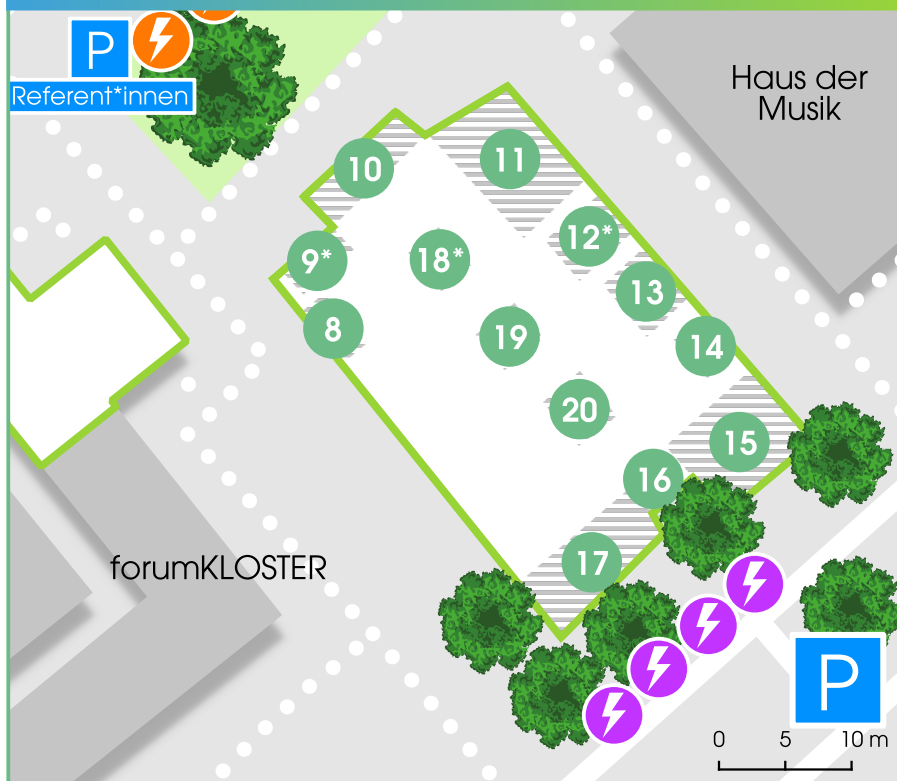 P
Referent*innen
Haus der
Musik
10
11
12*
9*
18*
13
8
19
14
20
15
16
17
forumKLOSTER
P
0 5 10 m